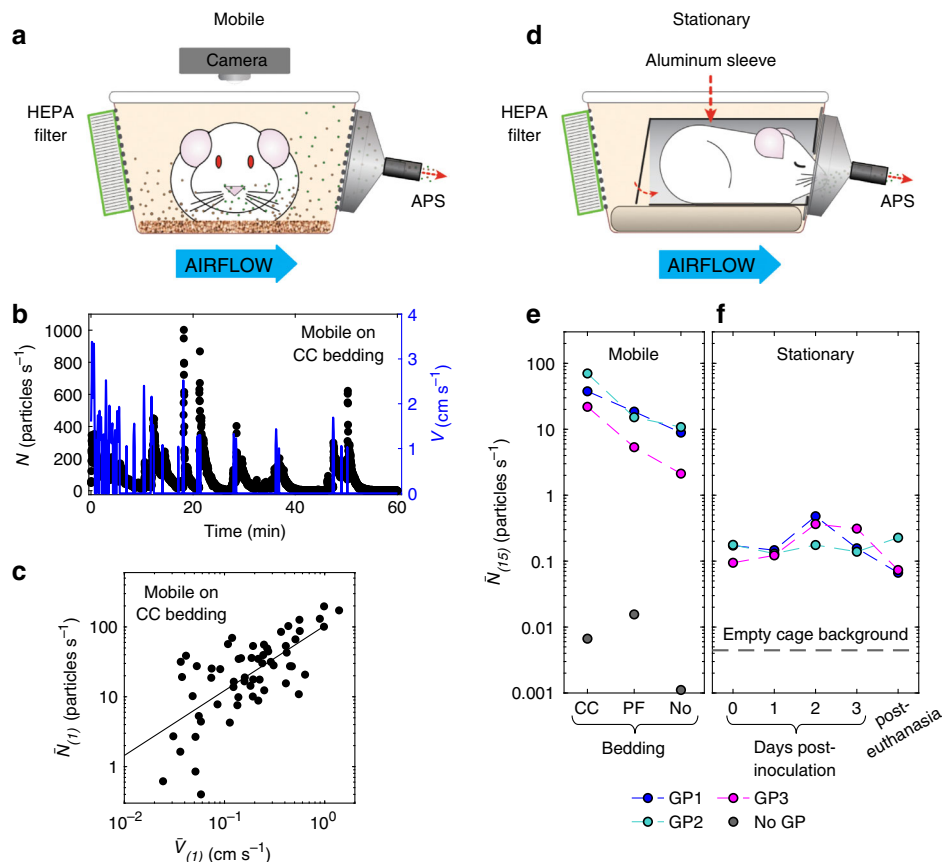 Mobile
a
Camera
HEPA
filter
APS
AIRFLOW
Stationary
d
Aluminum sleeve
HEPA
filter
APS
AIRFLOW
b
Mobile on
CC bedding
N (particles s⁻¹)
1000
800
600
400
200
0
V (cm s⁻¹)
4
3
2
1
0
0
20
40
60
Time (min)
c
Mobile on
CC bedding
N̄(1) (particles s⁻¹)
100
10
1
10⁻²
10⁻¹
10⁰
V̄(1) (cm s⁻¹)
e
Mobile
N̄(15) (particles s⁻¹)
100
10
1
0.1
0.01
0.001
CC
PF
No
Bedding
f
Stationary
Empty cage background
0
1
2
3
post-
euthanasia
Days post-
inoculation
GP1
GP3
GP2
No GP